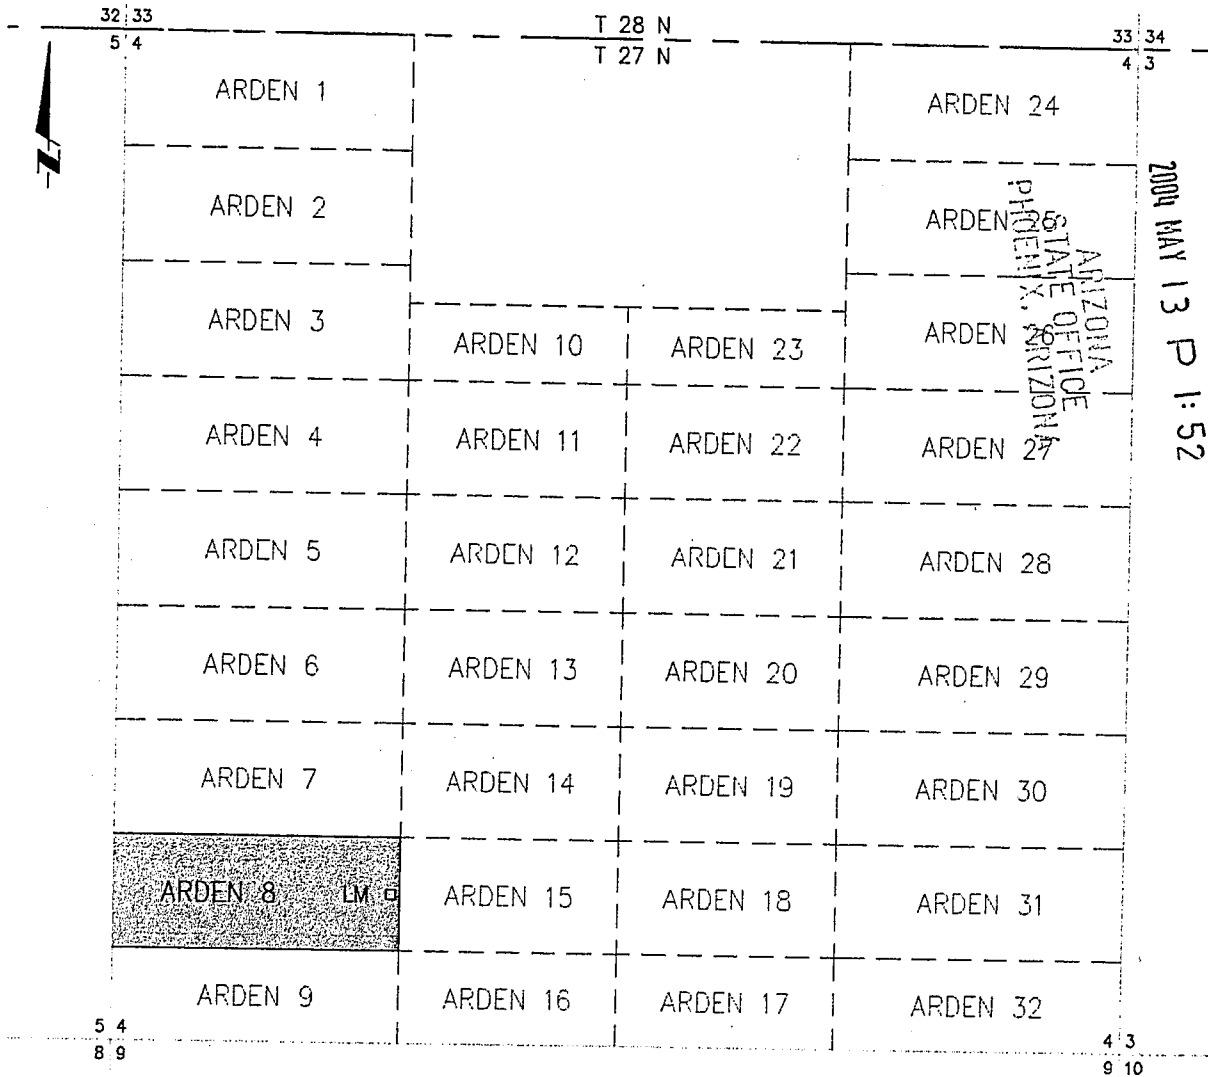 32 33
T 28 N
33 34
5 4
T 27 N
4 3
N
ARDEN 1
ARDEN 24
ARDEN 2
ARDEN 25
ARDEN 3
ARDEN 10
ARDEN 23
ARDEN 26
ARDEN 4
ARDEN 11
ARDEN 22
ARDEN 27
ARDEN 5
ARDEN 12
ARDEN 21
ARDEN 28
ARDEN 6
ARDEN 13
ARDEN 20
ARDEN 29
ARDEN 7
ARDEN 14
ARDEN 19
ARDEN 30
ARDEN 8 LM
ARDEN 15
ARDEN 18
ARDEN 31
ARDEN 9
ARDEN 16
ARDEN 17
ARDEN 32
5 4
4 3
8 9
9 10
2004 MAY 13 P 1:52
ARIZONA
STATE OFFICE
PHOENIX, ARIZONA